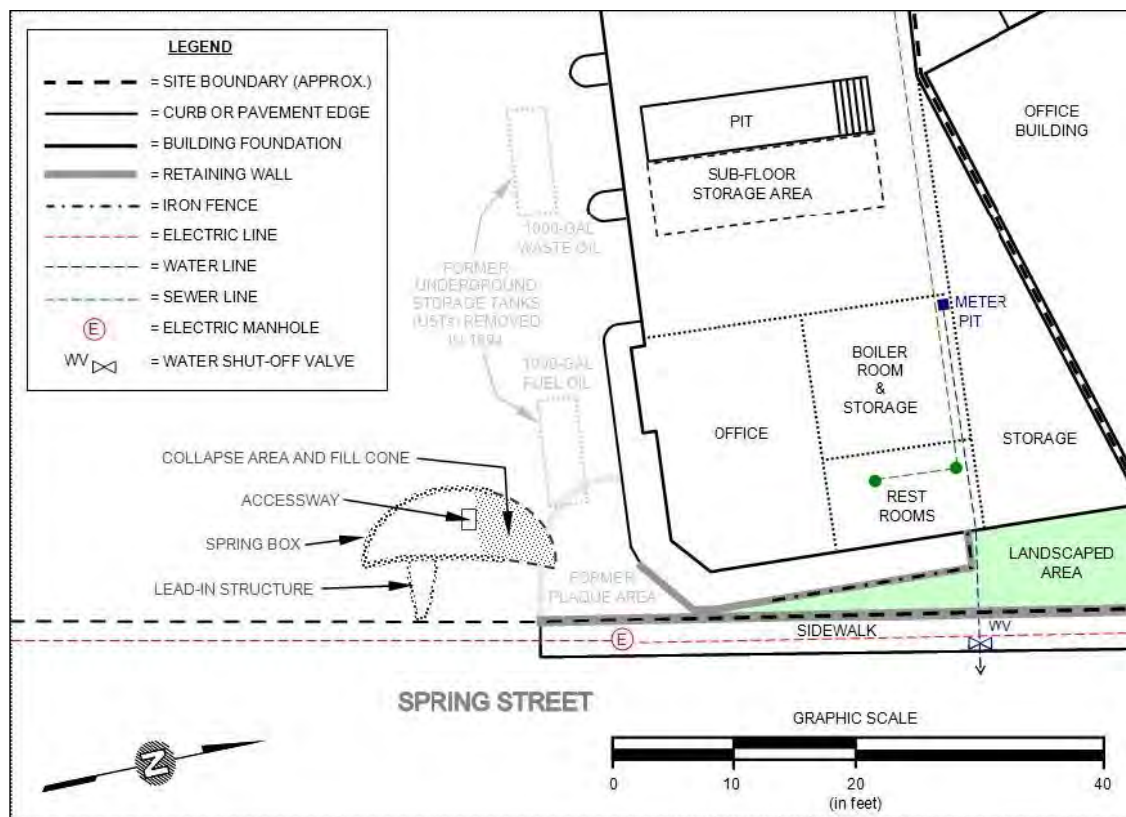 LEGEND
= SITE BOUNDARY (APPROX.)
= CURB OR PAVEMENT EDGE
= BUILDING FOUNDATION
= RETAINING WALL
= IRON FENCE
= ELECTRIC LINE
= WATER LINE
= SEWER LINE
E
= ELECTRIC MANHOLE
WV
= WATER SHUT-OFF VALVE
PIT
SUB-FLOOR
STORAGE AREA
OFFICE
BUILDING
1000-GAL
WASTE OIL
FORMER
UNDERGROUND
STORAGE TANKS
(USTs) REMOVED
IN
1000-GAL
FUEL OIL
METER
PIT
BOILER
ROOM
&
STORAGE
OFFICE
STORAGE
REST
ROOMS
COLLAPSE AREA AND FILL CONE
ACCESSWAY
SPRING BOX
LEAD-IN STRUCTURE
FORMER
PLAQUE AREA
LANDSCAPED
AREA
E
SIDEWALK
WV
SPRING STREET
N
GRAPHIC SCALE
0 10 20 40
(in feet)